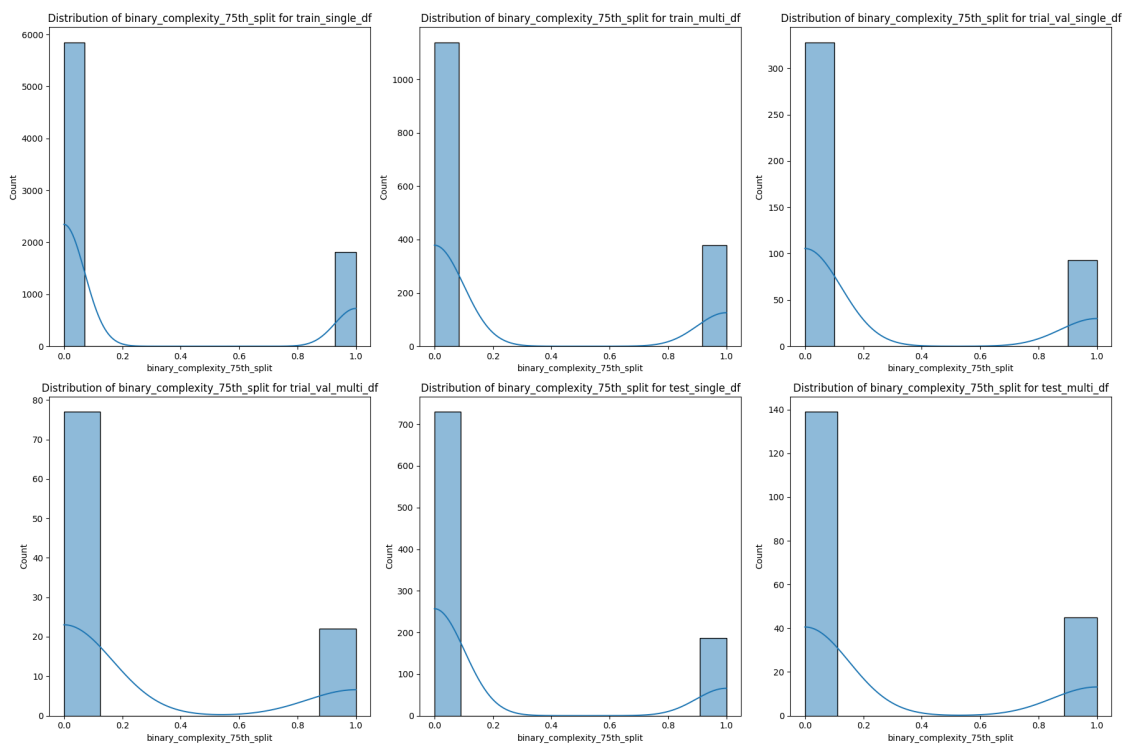 Distribution of binary_complexity_75th_split for train_single_df
6000
5000
4000
3000
2000
1000
0
Count
0.0 0.2 0.4 0.6 0.8 1.0
binary_complexity_75th_split
Distribution of binary_complexity_75th_split for train_multi_df
1000
800
600
400
200
0
Count
0.0 0.2 0.4 0.6 0.8 1.0
binary_complexity_75th_split
Distribution of binary_complexity_75th_split for trial_val_single_df
300
250
200
150
100
50
0
Count
0.0 0.2 0.4 0.6 0.8 1.0
binary_complexity_75th_split
Distribution of binary_complexity_75th_split for trial_val_multi_df
80
70
60
50
40
30
20
10
0
Count
0.0 0.2 0.4 0.6 0.8 1.0
binary_complexity_75th_split
Distribution of binary_complexity_75th_split for test_single_df
700
600
500
400
300
200
100
0
Count
0.0 0.2 0.4 0.6 0.8 1.0
binary_complexity_75th_split
Distribution of binary_complexity_75th_split for test_multi_df
140
120
100
80
60
40
20
0
Count
0.0 0.2 0.4 0.6 0.8 1.0
binary_complexity_75th_split